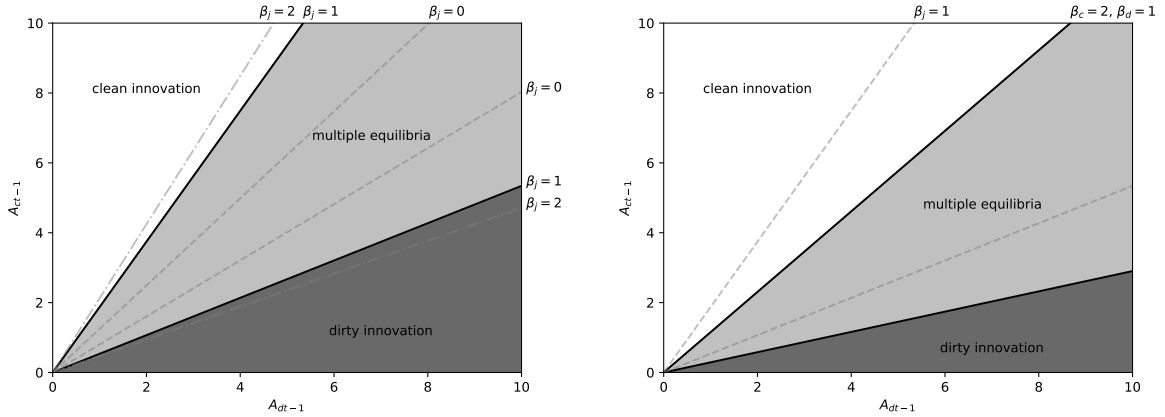 β_j = 2 β_j = 1 β_j = 0
10
clean innovation
8
β_j = 0
multiple equilibria
6
β_j = 1
A_{ct−1}
β_j = 2
4
2
dirty innovation
0
0 2 4 6 8 10
A_{dt−1}
β_j = 1 β_c = 2, β_d = 1
10
clean innovation
8
6
A_{ct−1}
multiple equilibria
4
2
dirty innovation
0
0 2 4 6 8 10
A_{dt−1}